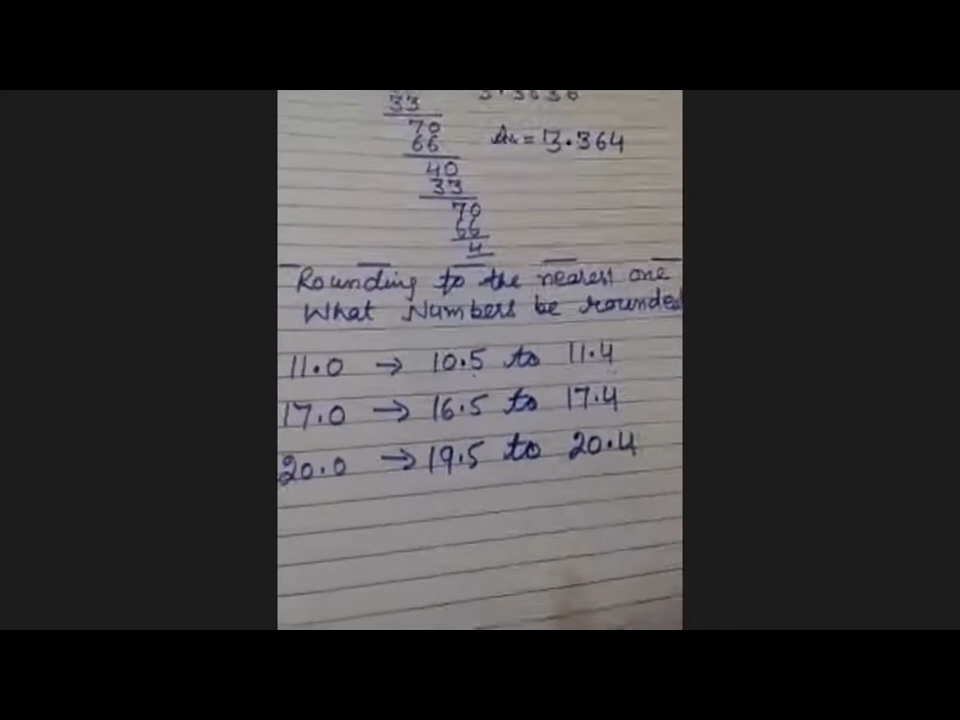 33
70
66
Ans = 3.364
40
33
70
66
4
Rounding to the nearest one
What Numbers be rounded
11.0 → 10.5 to 11.4
17.0 → 16.5 to 17.4
20.0 → 19.5 to 20.4